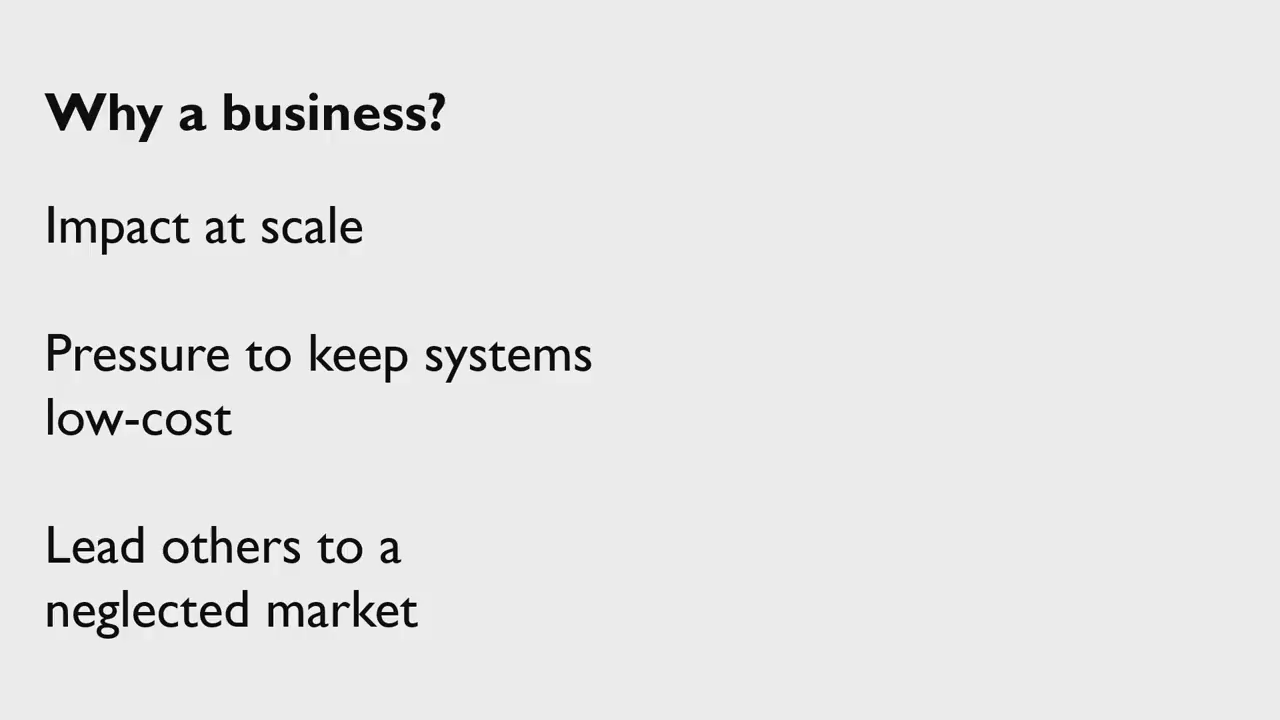 Why a business?
Impact at scale
Pressure to keep systems
low-cost
Lead others to a
neglected market